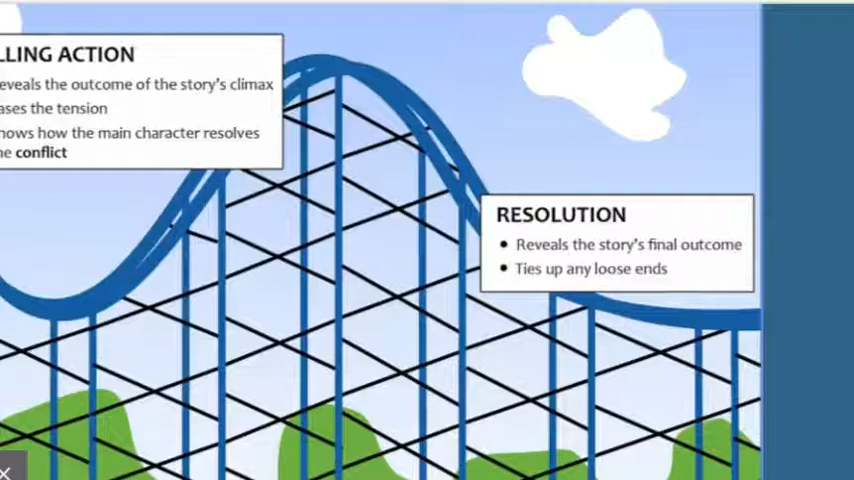 LLING ACTION
eveals the outcome of the story's climax
ases the tension
hows how the main character resolves
he conflict
RESOLUTION
• Reveals the story's final outcome
• Ties up any loose ends